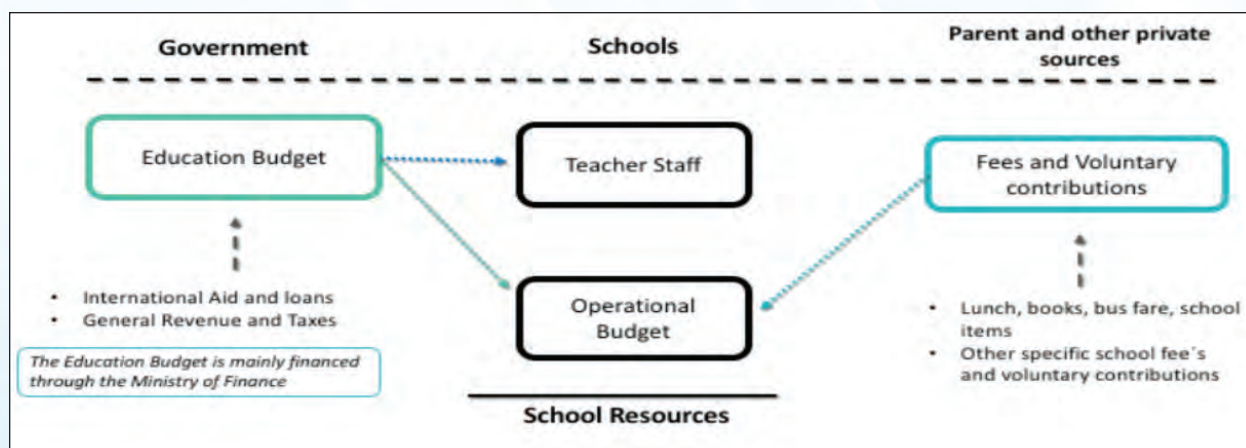 Government
Schools
Parent and other private
sources
Education Budget
Teacher Staff
Fees and Voluntary
contributions
Operational
Budget
• International Aid and loans
• General Revenue and Taxes
The Education Budget is mainly financed
through the Ministry of Finance
• Lunch, books, bus fare, school
items
• Other specific school fee´s
and voluntary contributions
School Resources